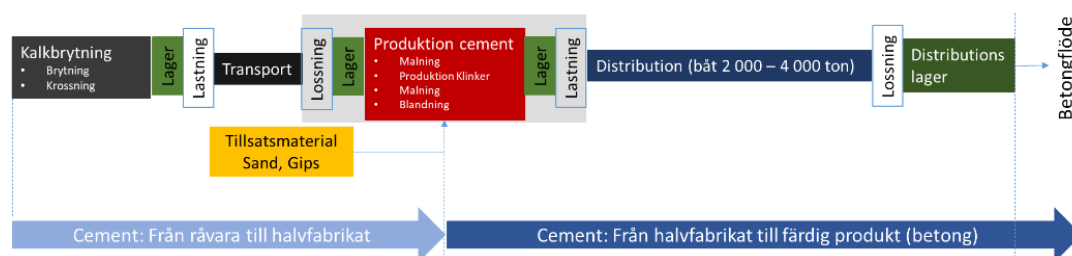 Kalkbrytning
• Brytning
• Krossning
Lager
Lastning
Transport
Lossning
Lager
Produktion cement
• Malning
• Produktion Klinker
• Malning
• Blandning
Lager
Lastning
Distribution (båt 2 000 – 4 000 ton)
Lossning
Distributions
lager
Betongflöde
Tillsatsmaterial
Sand, Gips
Cement: Från råvara till halvfabrikat
Cement: Från halvfabrikat till färdig produkt (betong)